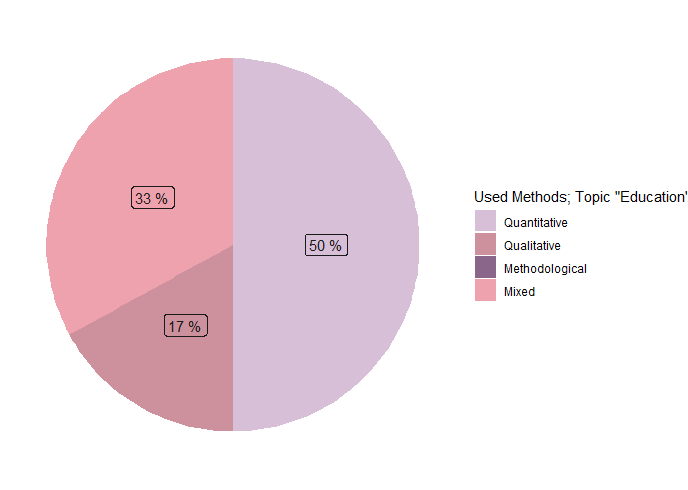 33 %
50 %
17 %
Used Methods; Topic "Education"
Quantitative
Qualitative
Methodological
Mixed